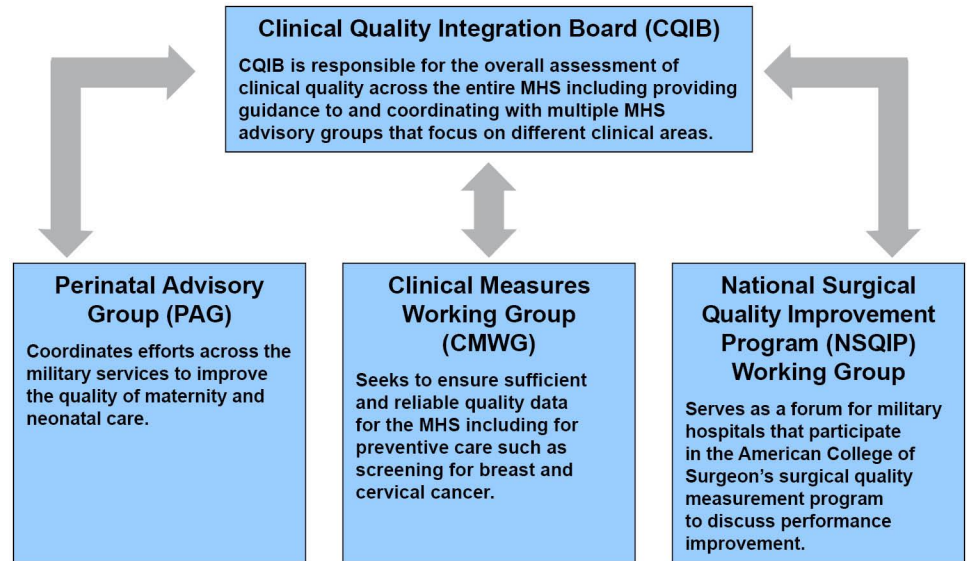 Clinical Quality Integration Board (CQIB)
CQIB is responsible for the overall assessment of
clinical quality across the entire MHS including providing
guidance to and coordinating with multiple MHS
advisory groups that focus on different clinical areas.
Perinatal Advisory
Group (PAG)
Coordinates efforts across the
military services to improve
the quality of maternity and
neonatal care.
Clinical Measures
Working Group
(CMWG)
Seeks to ensure sufficient
and reliable quality data
for the MHS including for
preventive care such as
screening for breast and
cervical cancer.
National Surgical
Quality Improvement
Program (NSQIP)
Working Group
Serves as a forum for military
hospitals that participate
in the American College of
Surgeon’s surgical quality
measurement program
to discuss performance
improvement.